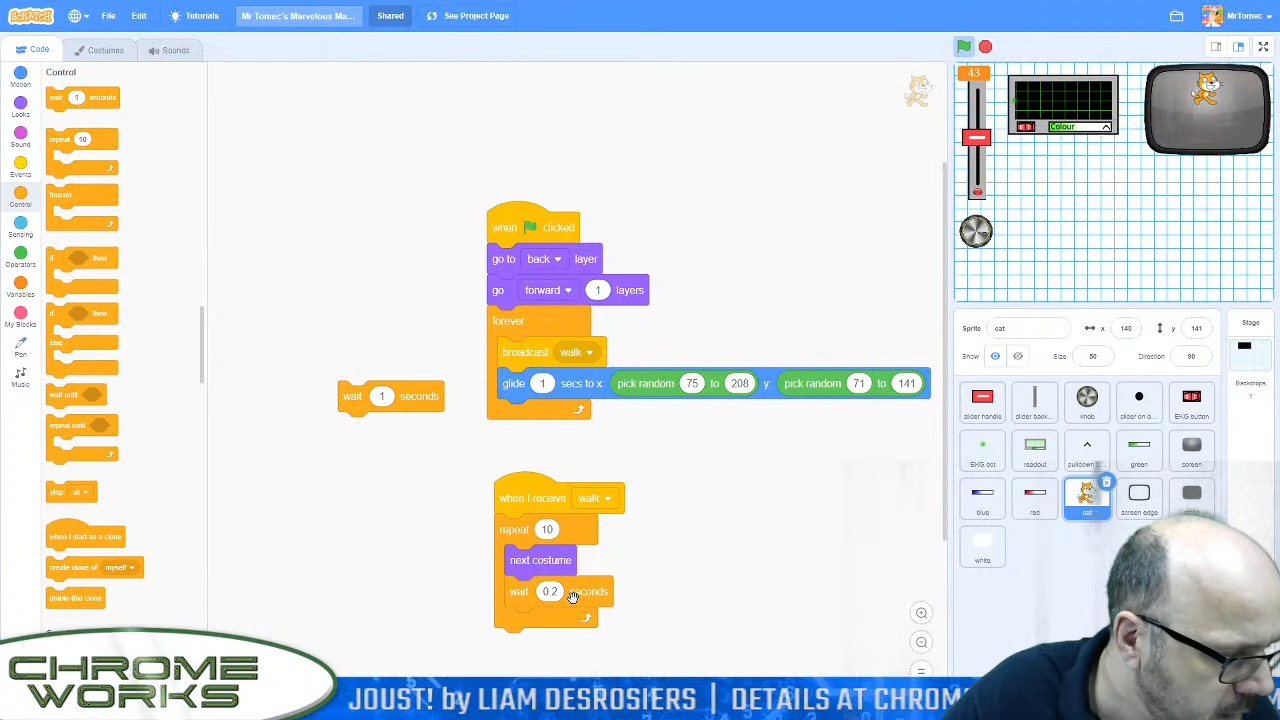 SCRATCH
File
Edit
Tutorials
Mr Tomec's Marvelous Ma...
Shared
See Project Page
MrTomec
Code
Costumes
Sounds
Motion
Looks
Sound
Events
Control
Sensing
Operators
Variables
My Blocks
Pen
Music
Control
wait 1 seconds
repeat 10
forever
if then
if then
else
wait until
repeat until
stop all
when I start as a clone
create clone of myself
delete this clone
when clicked
go to back layer
go forward 1 layers
forever
broadcast walk
glide 1 secs to x: pick random 75 to 208 y: pick random 71 to 141
wait 1 seconds
when I receive walk
repeat 10
next costume
wait 0.2 seconds
43
Colour
Sprite cat x 140 y 141
Show Size 50 Direction 90
Stage
Backdrops
1
slider handle
slider back...
knob
slider on o...
EKG button
EKG dot
readout
green
screen
blue
red
cat
screen edge
white
CHROME
WORKS
JOUST! by LIAM DESROSIERS | DETAILS AT CHROM